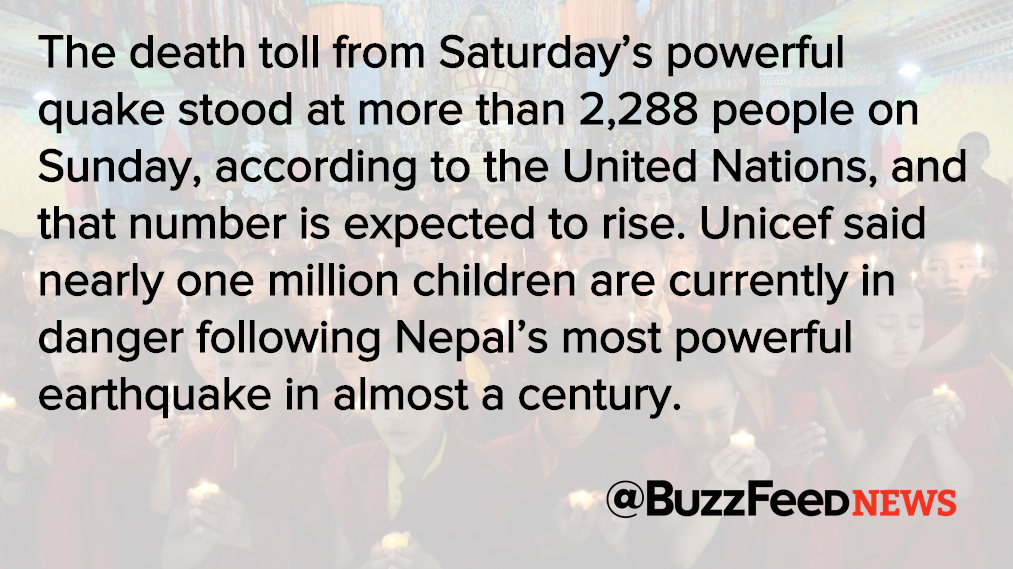 The death toll from Saturday’s powerful
quake stood at more than 2,288 people on
Sunday, according to the United Nations, and
that number is expected to rise. Unicef said
nearly one million children are currently in
danger following Nepal’s most powerful
earthquake in almost a century.
@BuzzFeedNEWS